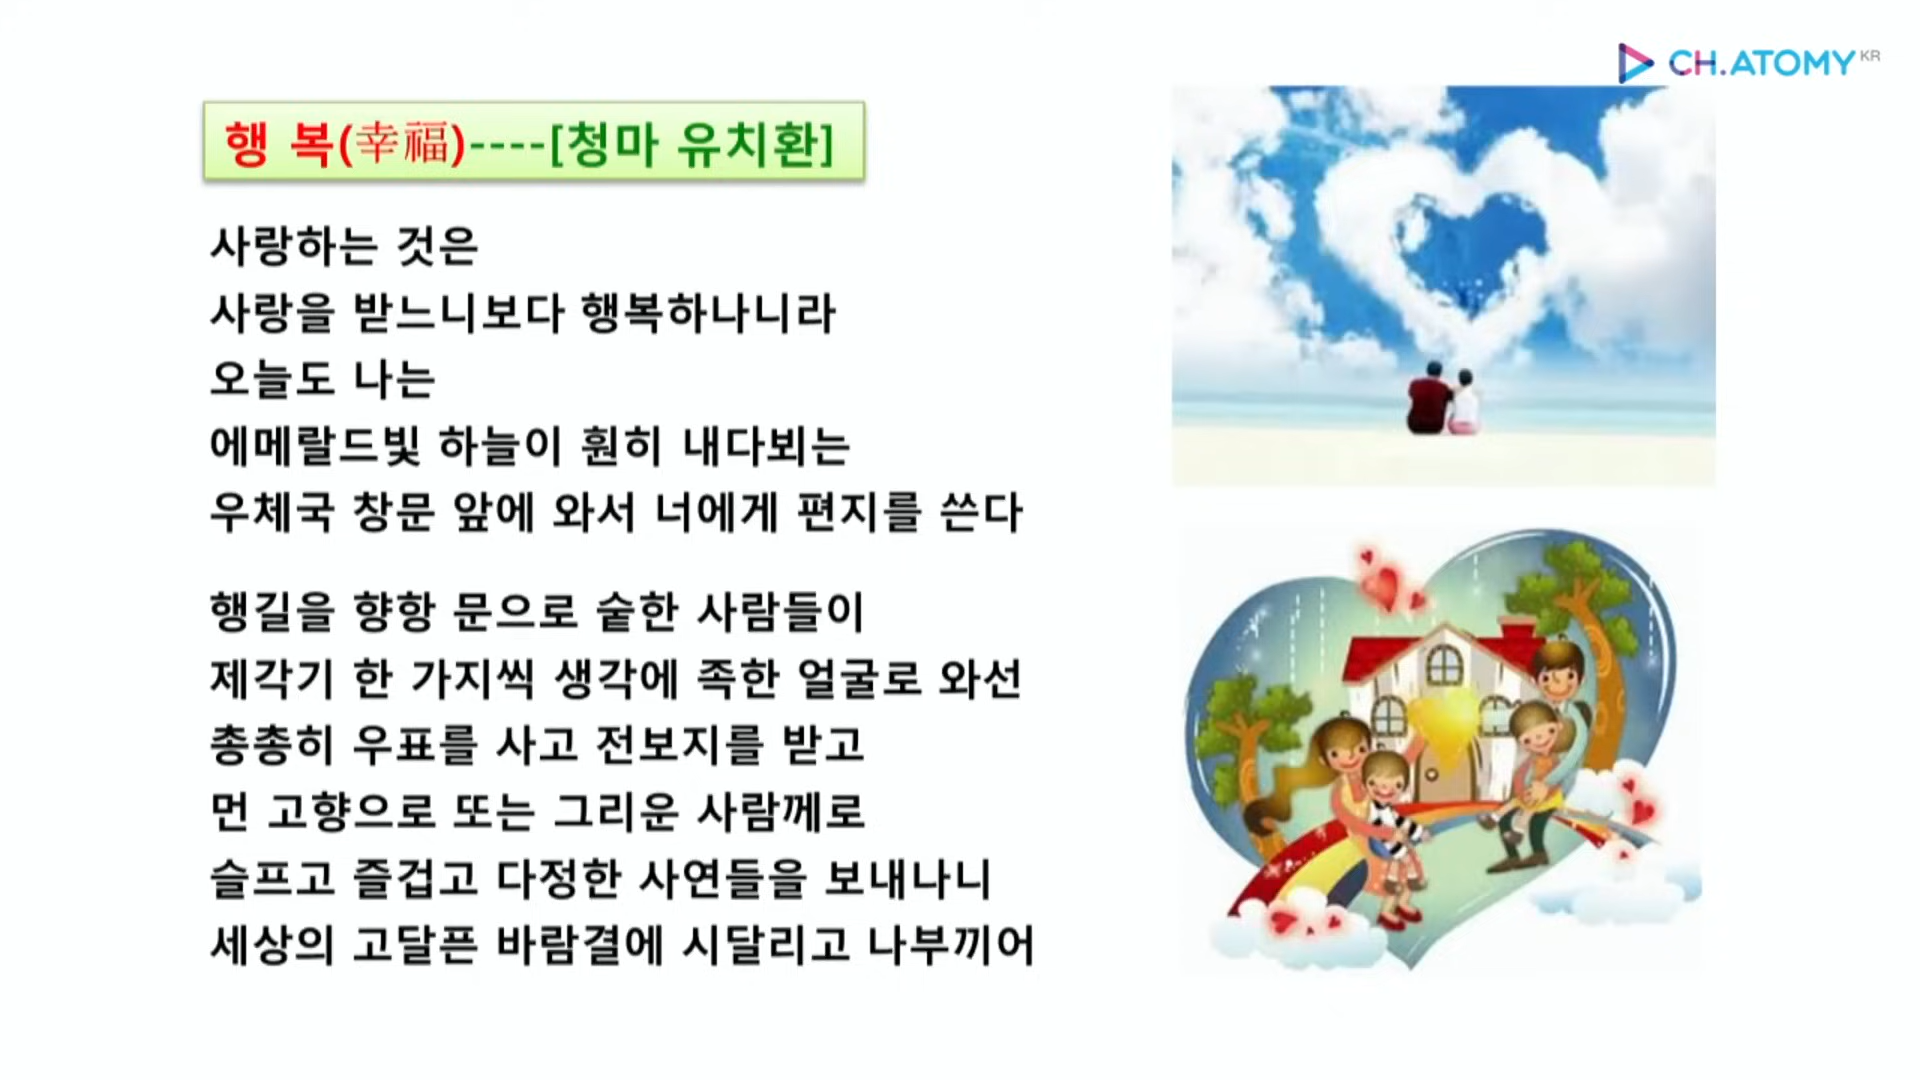 CH.ATOMY KR
행 복(幸福)----[청마 유치환]
사랑하는 것은
사랑을 받느니보다 행복하나니라
오늘도 나는
에메랄드빛 하늘이 훤히 내다뵈는
우체국 창문 앞에 와서 너에게 편지를 쓴다
행길을 향항 문으로 숱한 사람들이
제각기 한 가지씩 생각에 족한 얼굴로 와선
총총히 우표를 사고 전보지를 받고
먼 고향으로 또는 그리운 사람께로
슬프고 즐겁고 다정한 사연들을 보내나니
세상의 고달픈 바람결에 시달리고 나부끼어